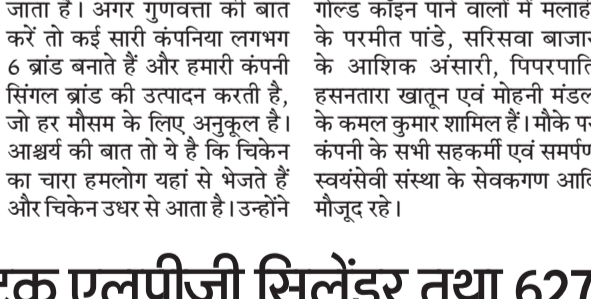 जाता है। अगर गुणवत्ता की बात
करें तो कई सारी कंपनिया लगभग
6 ब्रांड बनाते हैं और हमारी कंपनी
सिंगल ब्रांड की उत्पादन करती है,
जो हर मौसम के लिए अनुकूल है।
आश्चर्य की बात तो ये है कि चिकेन
का चारा हमलोग यहां से भेजते हैं
और चिकेन उधर से आता है।उन्होंने
गोल्ड कॉइन पाने वालों में मलाही
के परमीत पांडे, सरिसवा बाजार
के आशिक अंसारी, पिपरपाति
हसनतारा खातून एवं मोहनी मंडल
के कमल कुमार शामिल हैं। मौके पर
कंपनी के सभी सहकर्मी एवं समर्पण
स्वयंसेवी संस्था के सेवकगण आदि
मौजूद रहे।
एलपीजी सिलेंडर तथा 627